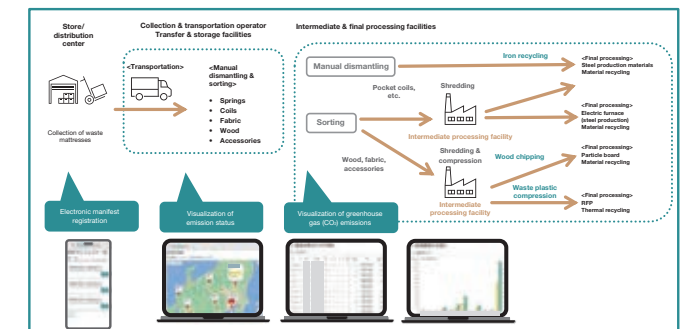 Store/
distribution
center
Collection & transportation operator
Transfer & storage facilities
Intermediate & final processing facilities
<Transportation>
<Manual
dismantling &
sorting>
• Springs
• Coils
• Fabric
• Wood
• Accessories
Collection of waste
mattresses
Manual dismantling
Iron recycling
<Final processing>
Steel production materials
Material recycling
Pocket coils,
etc.
Shredding
Sorting
Intermediate processing facility
<Final processing>
Electric furnace
(steel production)
Material recycling
Wood, fabric,
accessories
Shredding &
compression
Wood chipping
<Final processing>
Particle board
Material recycling
Waste plastic
compression
Intermediate
processing facility
<Final processing>
RFP
Thermal recycling
Electronic manifest
registration
Visualization of
emission status
Visualization of greenhouse
gas (CO₂) emissions